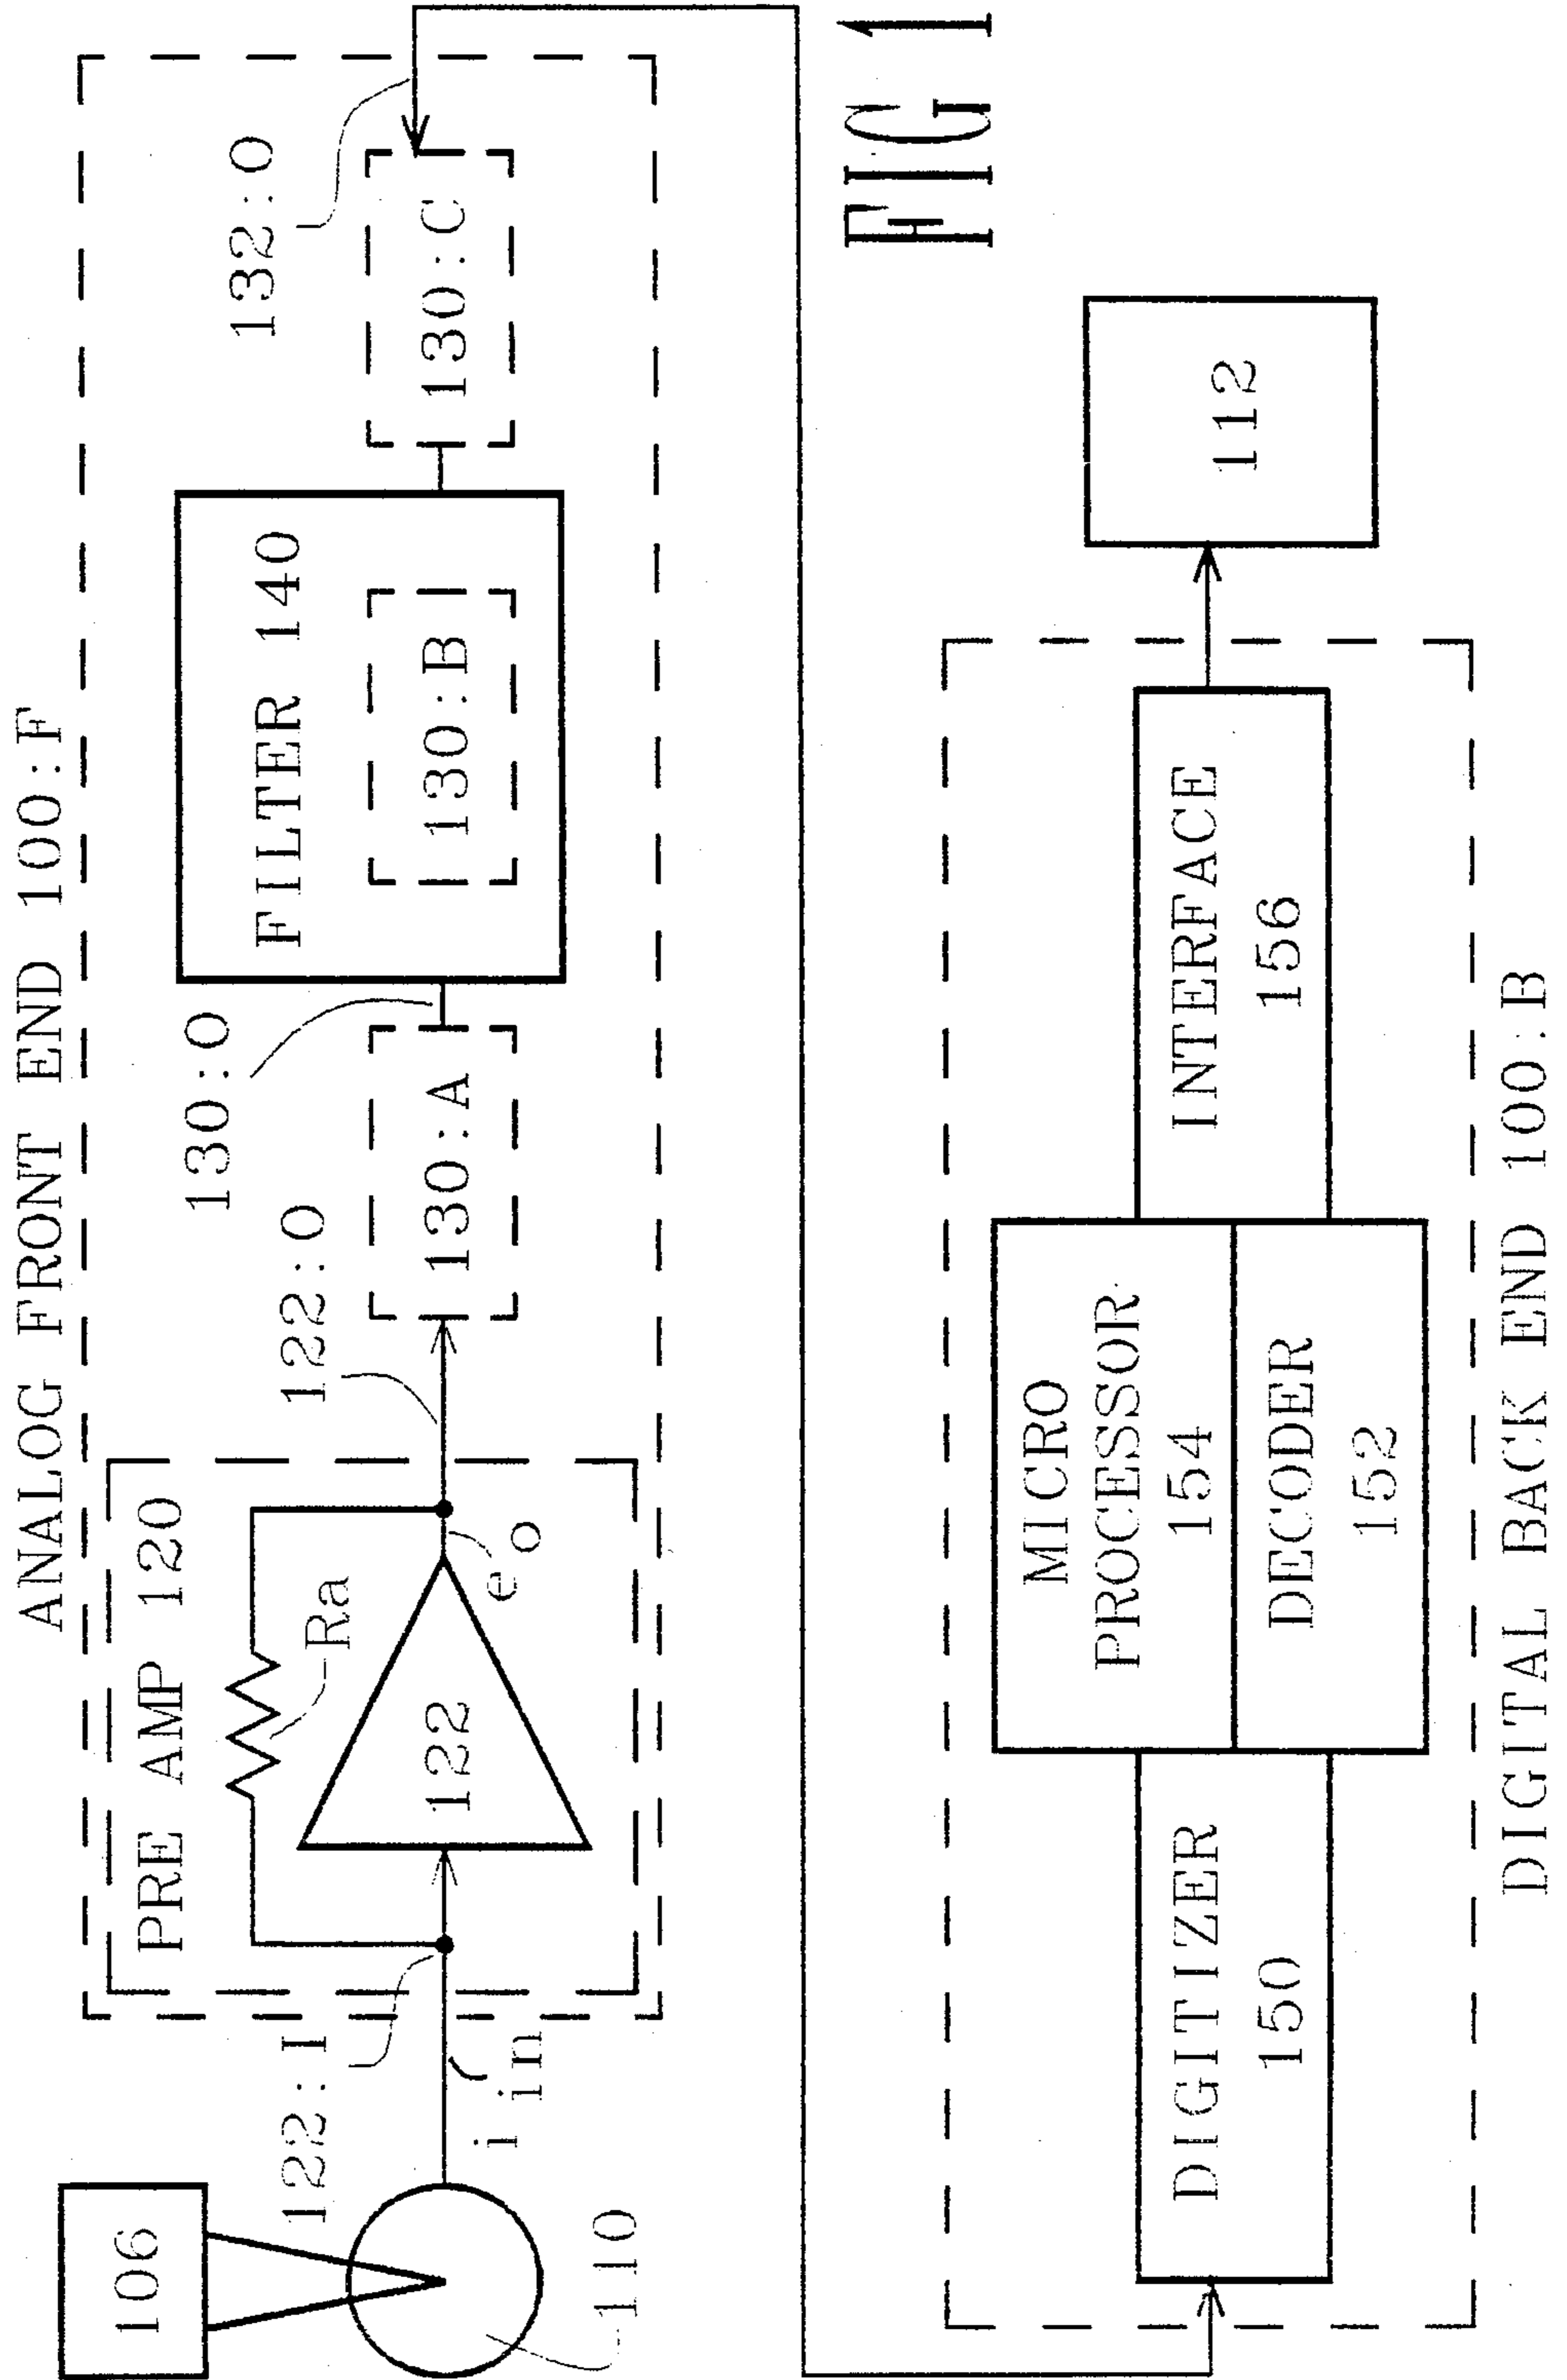 ANALOG FRONT END 100:F
106
110
122:I
i in
PRE AMP 120
Ra
122
e o
122:O
130:A
130:O
FILTER 140
130:B
130:C
132:O
DIGITIZER
150
MICRO
PROCESSOR
154
DECODER
152
INTERFACE
156
112
DIGITAL BACK END 100:B
FIG 1